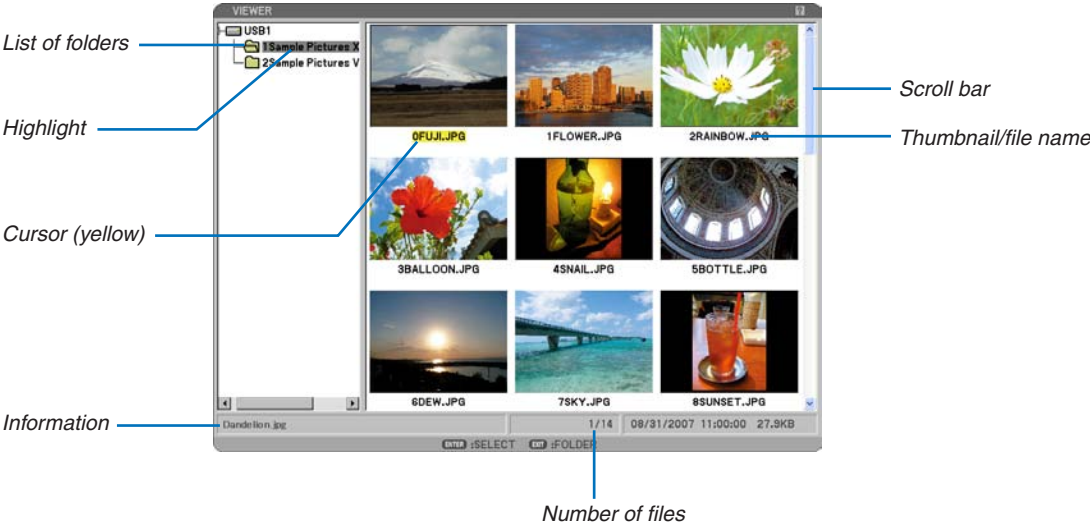 VIEWER
USB1
1Sample Pictures X
2Sample Pictures V
List of folders
Highlight
Cursor (yellow)
Information
0FUJI.JPG
1FLOWER.JPG
2RAINBOW.JPG
3BALLOON.JPG
4SNAIL.JPG
5BOTTLE.JPG
6DEW.JPG
7SKY.JPG
8SUNSET.JPG
Scroll bar
Thumbnail/file name
Dandelion.jpg
1/14
08/31/2007 11:00:00 27.9KB
ENTER :SELECT EXIT :FOLDER
Number of files